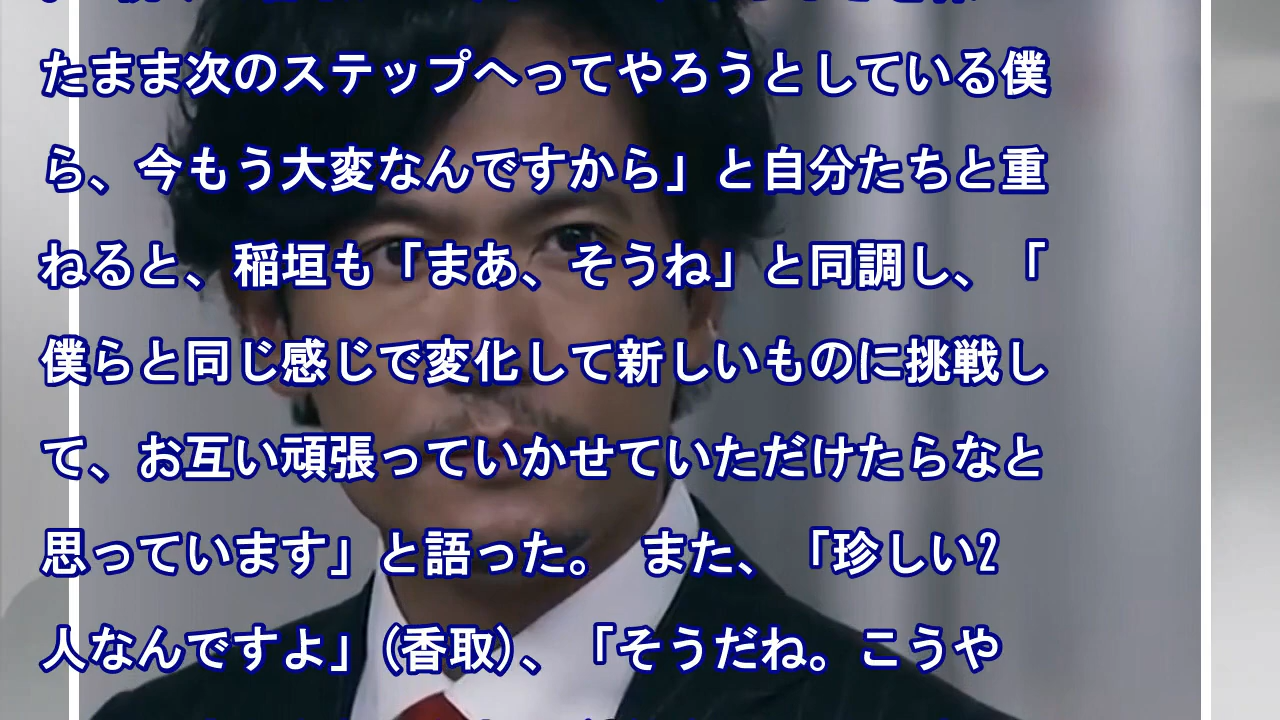 たまま次のステップへってやろうとしている僕
ら、今もう大変なんですから」と自分たちと重
ねると、稲垣も「まあ、そうね」と同調し、「
僕らと同じ感じで変化して新しいものに挑戦し
て、お互い頑張っていかせていただけたらなと
思っています」と語った。　また、「珍しい2
人なんですよ」(香取)、「そうだね。こうや